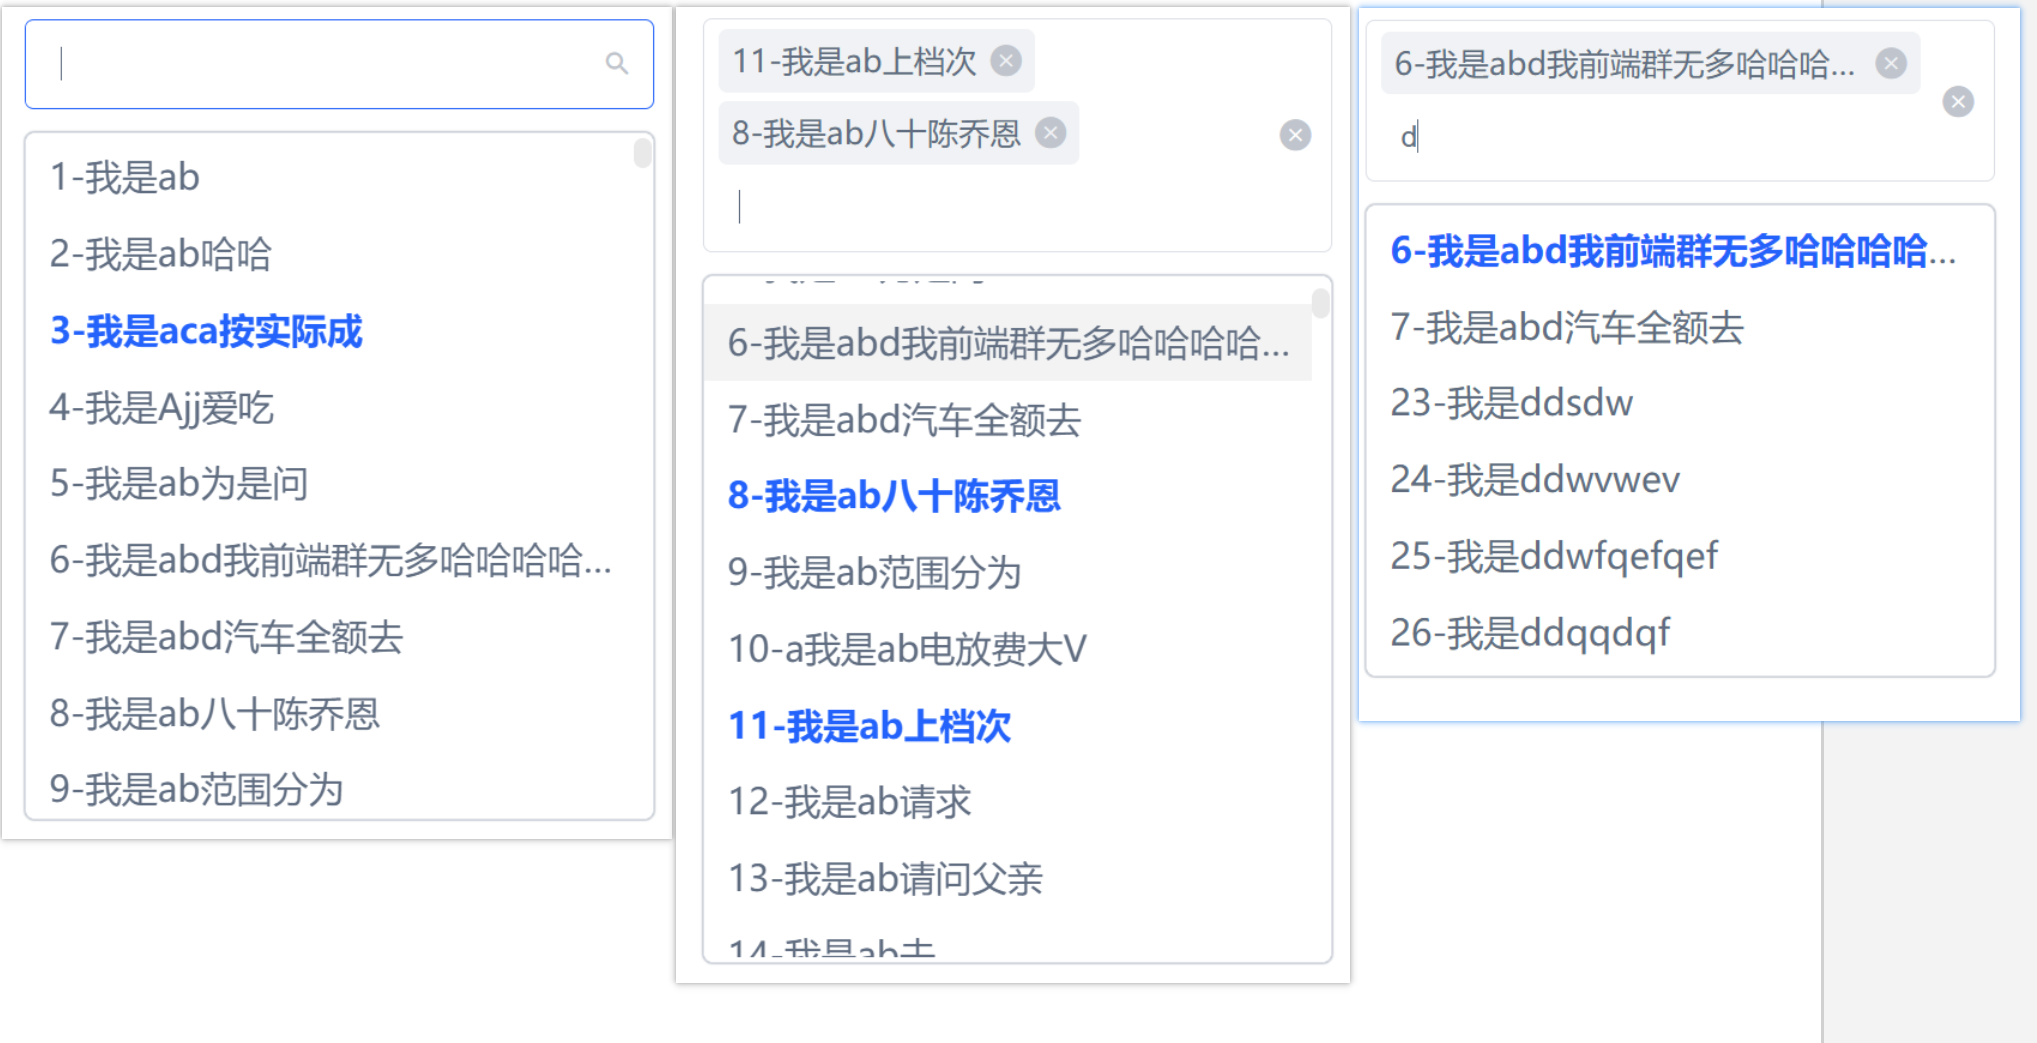 1-我是ab
2-我是ab哈哈
3-我是aca按实际成
4-我是Ajj爱吃
5-我是ab为是问
6-我是abd我前端群无多哈哈哈哈...
7-我是abd汽车全额去
8-我是ab八十陈乔恩
9-我是ab范围分为
11-我是ab上档次
8-我是ab八十陈乔恩
6-我是abd我前端群无多哈哈哈哈...
7-我是abd汽车全额去
8-我是ab八十陈乔恩
9-我是ab范围分为
10-a我是ab电放费大V
11-我是ab上档次
12-我是ab请求
13-我是ab请问父亲
14-我是ab去
6-我是abd我前端群无多哈哈哈...
d
6-我是abd我前端群无多哈哈哈哈...
7-我是abd汽车全额去
23-我是ddsdw
24-我是ddwvwev
25-我是ddwfqefqef
26-我是ddqqdqf